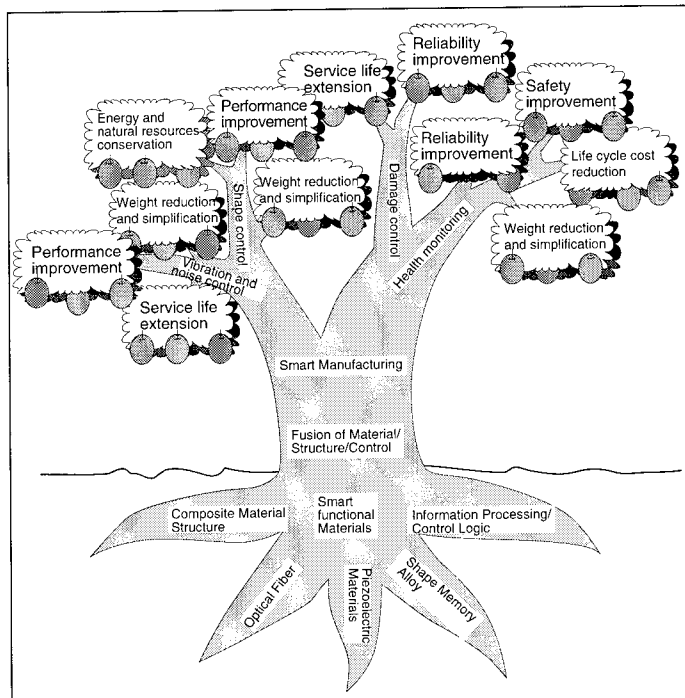 Reliability
improvement
Service life
extension
Safety
improvement
Energy and
natural resources
conservation
Performance
improvement
Reliability
improvement
Life cycle cost
reduction
Weight reduction
and simplification
Weight reduction
and simplification
Shape control
Damage control
Health monitoring
Weight reduction
and simplification
Performance
improvement
Vibration and
noise control
Service life
extension
Smart Manufacturing
Fusion of Material/
Structure/Control
Composite Material
Structure
Smart
functional
Materials
Information Processing/
Control Logic
Optical Fiber
Piezoelectric
Materials
Shape Memory
Alloy